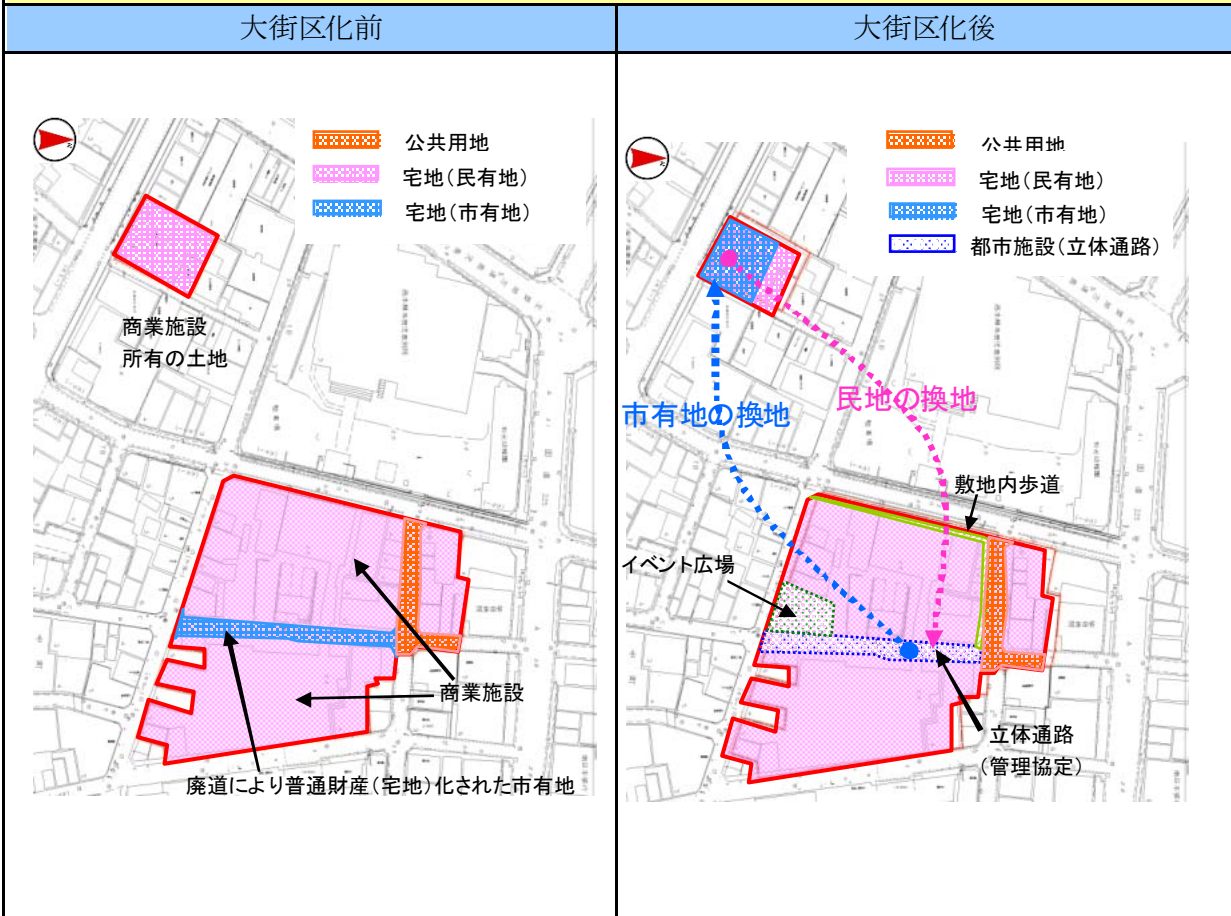 大街区化前
大街区化後
公共用地
宅地(民有地)
宅地(市有地)
商業施設
所有の土地
商業施設
廃道により普通財産(宅地)化された市有地
公共用地
宅地(民有地)
宅地(市有地)
都市施設(立体通路)
市有地の換地
民地の換地
敷地内歩道
イベント広場
立体通路
(管理協定)